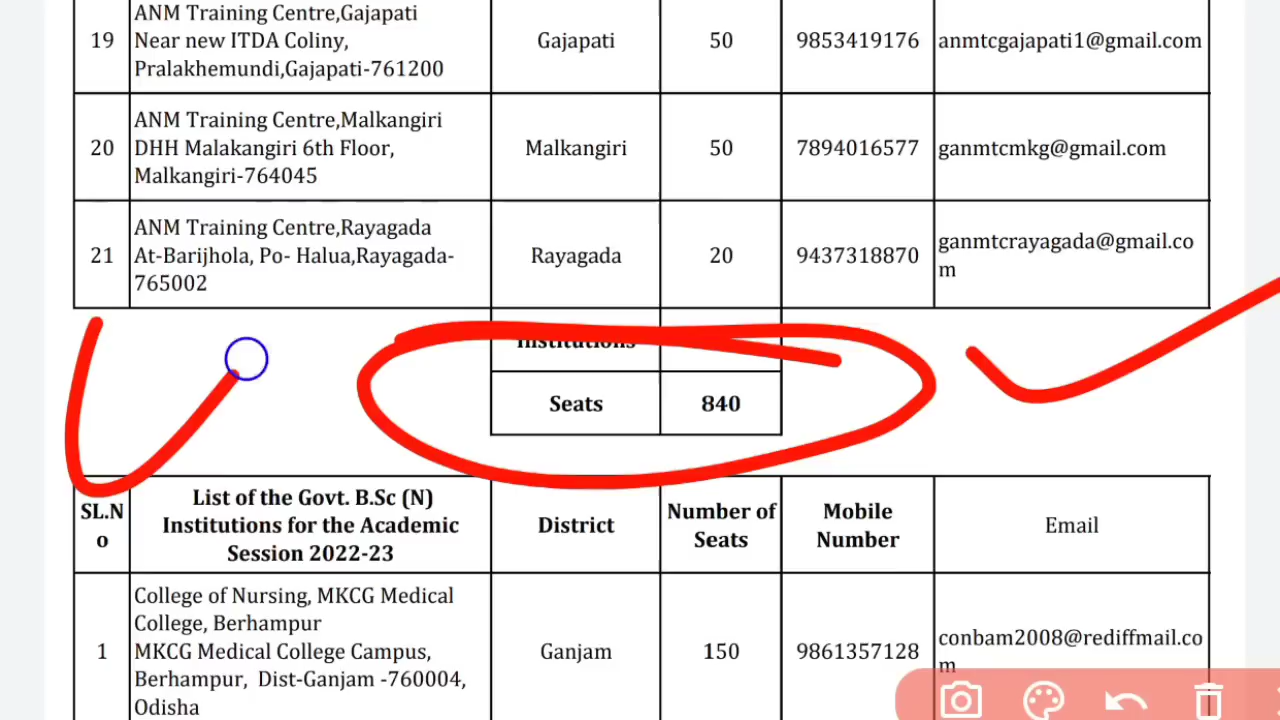 19
ANM Training Centre,Gajapati
Near new ITDA Coliny,
Pralakhemundi,Gajapati-761200
Gajapati
50
9853419176
anmtcgajapati1@gmail.com
20
ANM Training Centre,Malkangiri
DHH Malakangiri 6th Floor,
Malkangiri-764045
Malkangiri
50
7894016577
ganmtcmkg@gmail.com
21
ANM Training Centre,Rayagada
At-Barijhola, Po- Halua,Rayagada-
765002
Rayagada
20
9437318870
ganmtcrayagada@gmail.co
m
Institutions
Seats
840
SL.N
o
List of the Govt. B.Sc (N)
Institutions for the Academic
Session 2022-23
District
Number of
Seats
Mobile
Number
Email
1
College of Nursing, MKCG Medical
College, Berhampur
MKCG Medical College Campus,
Berhampur, Dist-Ganjam -760004,
Odisha
Ganjam
150
9861357128
conbam2008@rediffmail.co
m